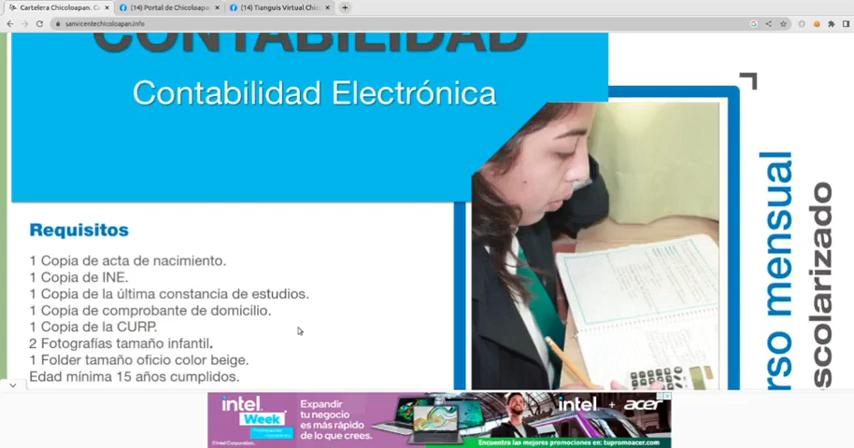 Cartelera Chicoloapan. C
(14) Portal de Chicoloapa
(14) Tianguis Virtual Chic
sanvicentechicoloapan.info
CONTABILIDAD
Contabilidad Electrónica
Requisitos
1 Copia de acta de nacimiento.
1 Copia de INE.
1 Copia de la última constancia de estudios.
1 Copia de comprobante de domicilio.
1 Copia de la CURP.
2 Fotografías tamaño infantil.
1 Folder tamaño oficio color beige.
Edad mínima 15 años cumplidos.
rso mensual
scolarizado
intel
Week
Expandir
tu negocio
es más rápido
de lo que crees.
intel + acer
©Intel Corporation.
Encuentra las mejores promociones en: tupromoacer.com